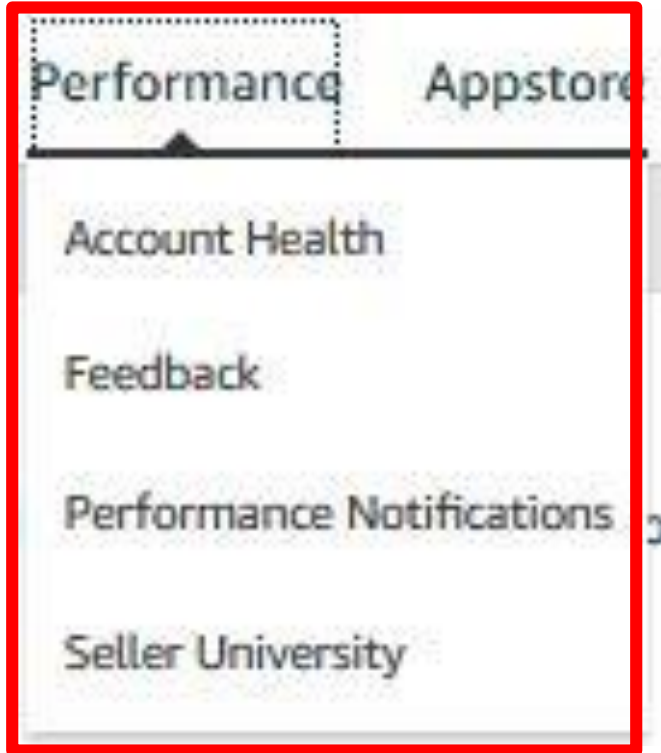 Performance Appstore
Account Health
Feedback
Performance Notifications
Seller University